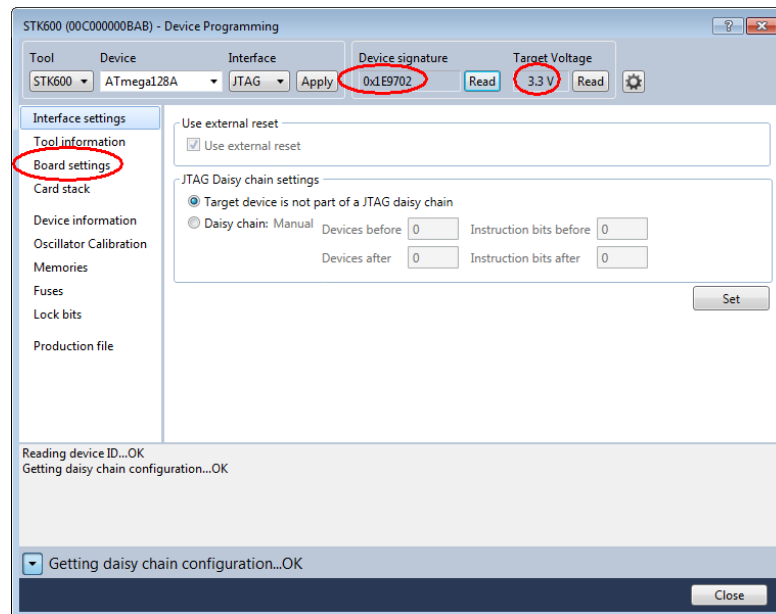 STK600 (00C000000BAB) - Device Programming
Tool Device Interface Device signature Target Voltage
STK600 ATmega128A JTAG Apply 0x1E9702 Read 3.3 V Read
Interface settings
Tool information
Board settings
Card stack
Device information
Oscillator Calibration
Memories
Fuses
Lock bits
Production file
Use external reset
Use external reset
JTAG Daisy chain settings
Target device is not part of a JTAG daisy chain
Daisy chain: Manual Devices before 0 Instruction bits before 0
Devices after 0 Instruction bits after 0
Set
Reading device ID...OK
Getting daisy chain configuration...OK
Getting daisy chain configuration...OK
Close